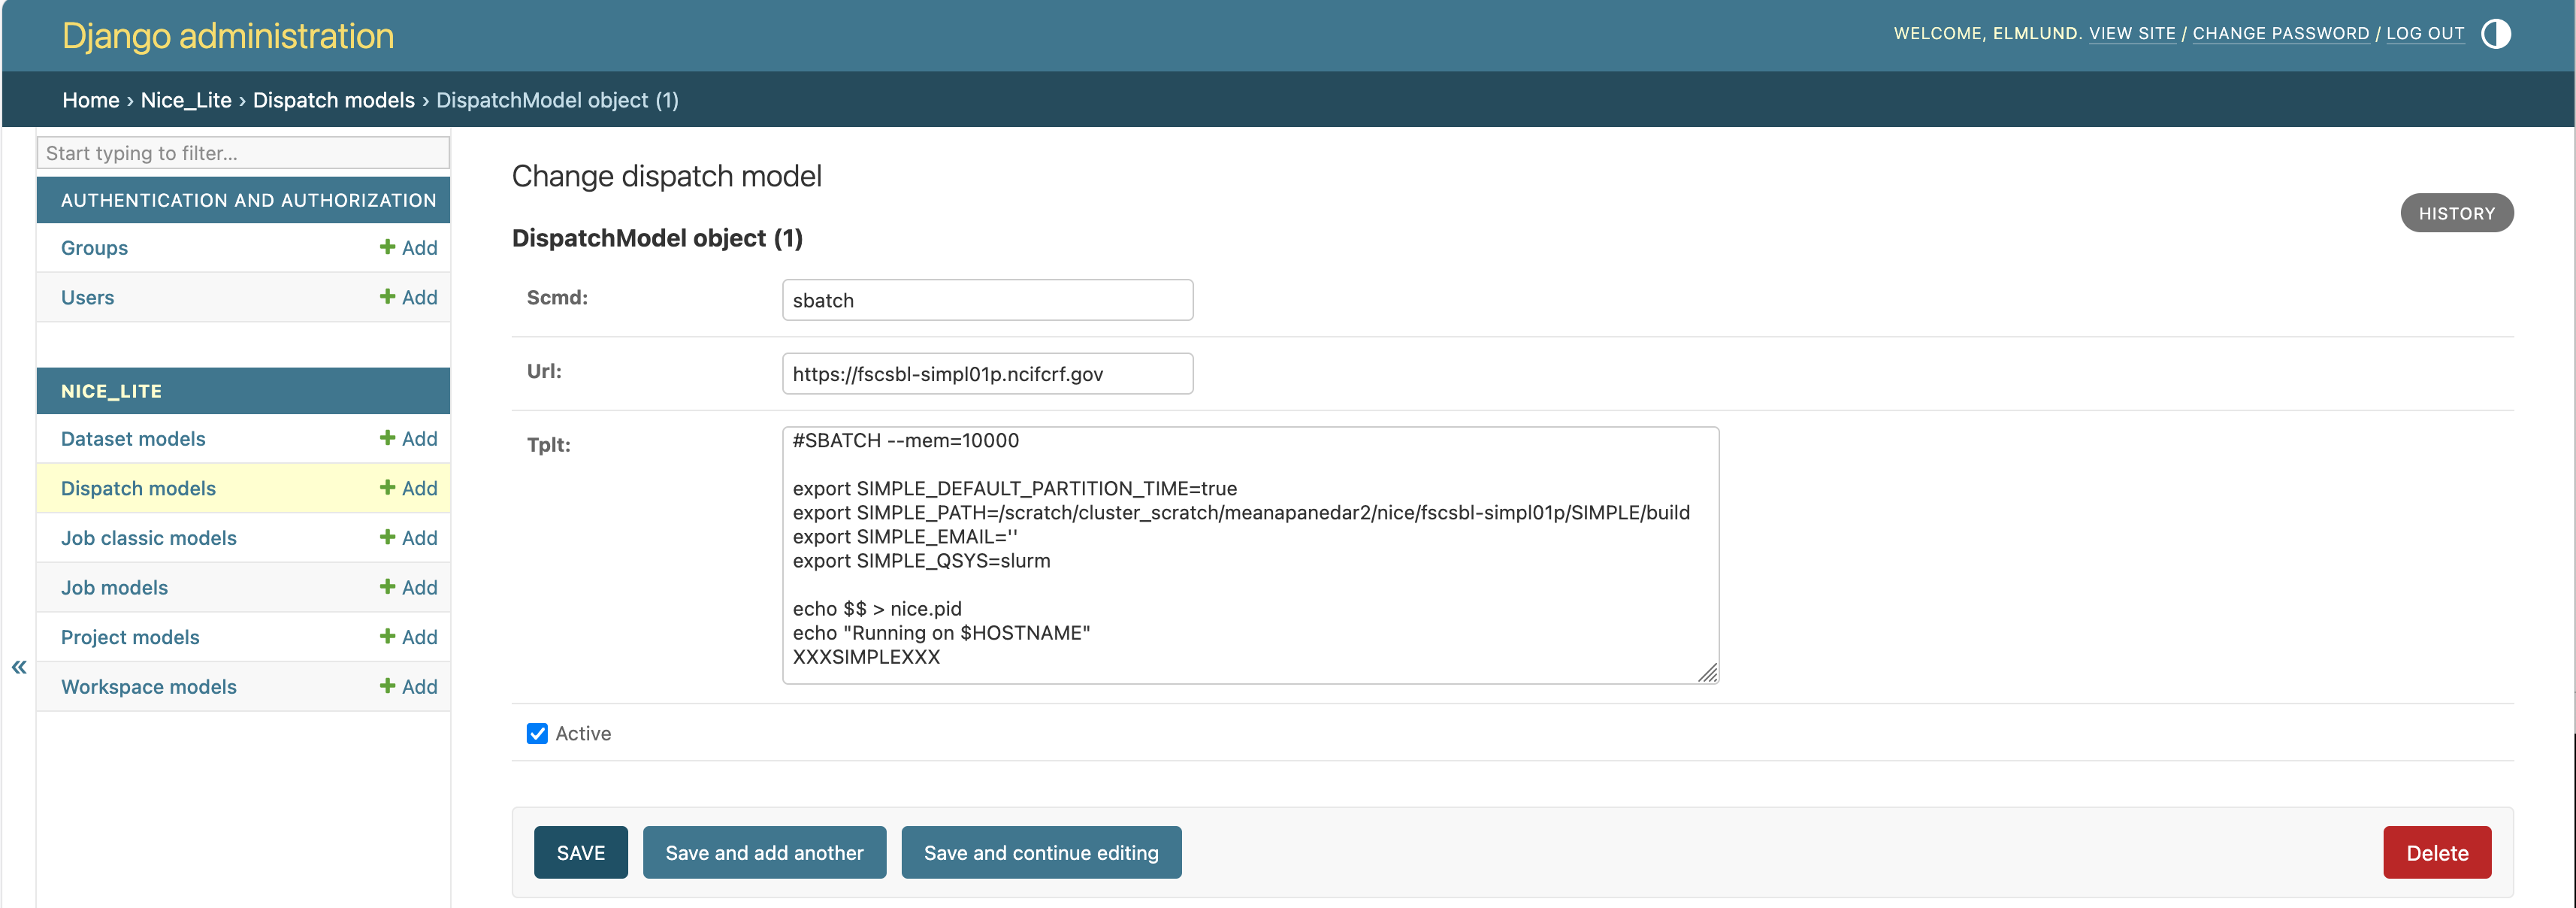 Django administration
WELCOME, ELMLUND. VIEW SITE / CHANGE PASSWORD / LOG OUT
Home › Nice_Lite › Dispatch models › DispatchModel object (1)
Start typing to filter...
AUTHENTICATION AND AUTHORIZATION
Groups + Add
Users + Add
NICE_LITE
Dataset models + Add
Dispatch models + Add
Job classic models + Add
Job models + Add
Project models + Add
Workspace models + Add
«
Change dispatch model
HISTORY
DispatchModel object (1)
Scmd: sbatch
Url: https://fscsbl-simpl01p.ncifcrf.gov
Tplt: #SBATCH --mem=10000
export SIMPLE_DEFAULT_PARTITION_TIME=true
export SIMPLE_PATH=/scratch/cluster_scratch/meanapanedar2/nice/fscsbl-simpl01p/SIMPLE/build
export SIMPLE_EMAIL=''
export SIMPLE_QSYS=slurm
echo $$ > nice.pid
echo "Running on $HOSTNAME"
XXXSIMPLEXXX
Active
SAVE
Save and add another
Save and continue editing
Delete